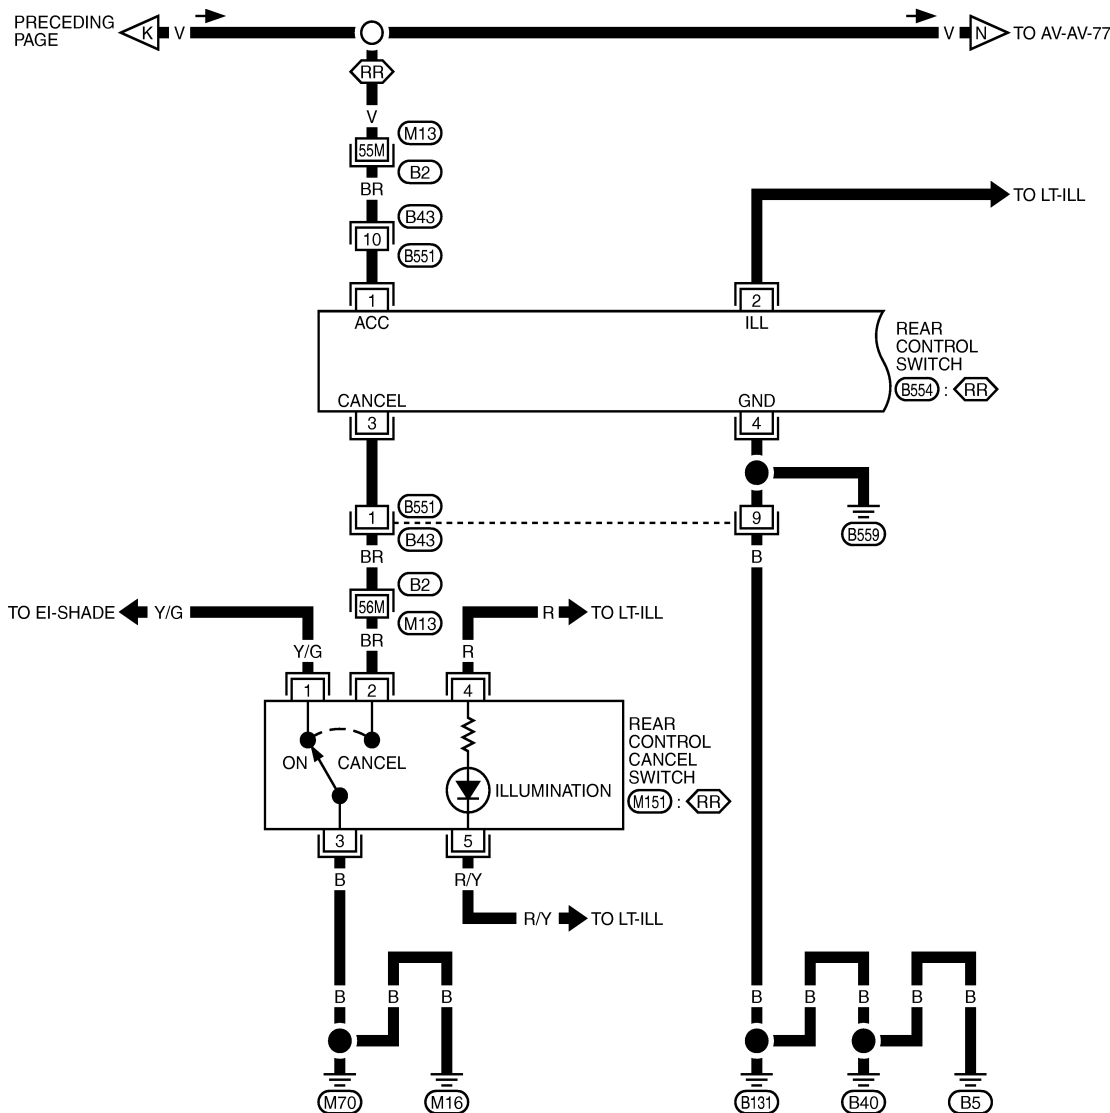 PRECEDING
PAGE
K
V
V
N
TO AV-AV-77
RR
V
55M
M13
B2
BR
10
B43
B551
TO LT-ILL
1
2
ACC
ILL
REAR
CONTROL
SWITCH
B554 : RR
CANCEL
GND
3
4
B559
1
B551
B43
9
BR
B
56M
B2
M13
BR
TO EI-SHADE
Y/G
Y/G
R
TO LT-ILL
R
1
2
4
ON
CANCEL
ILLUMINATION
REAR
CONTROL
CANCEL
SWITCH
M151 : RR
3
5
B
R/Y
R/Y
TO LT-ILL
B
B
B
B
B
B
B
B
M70
M16
B131
B40
B5